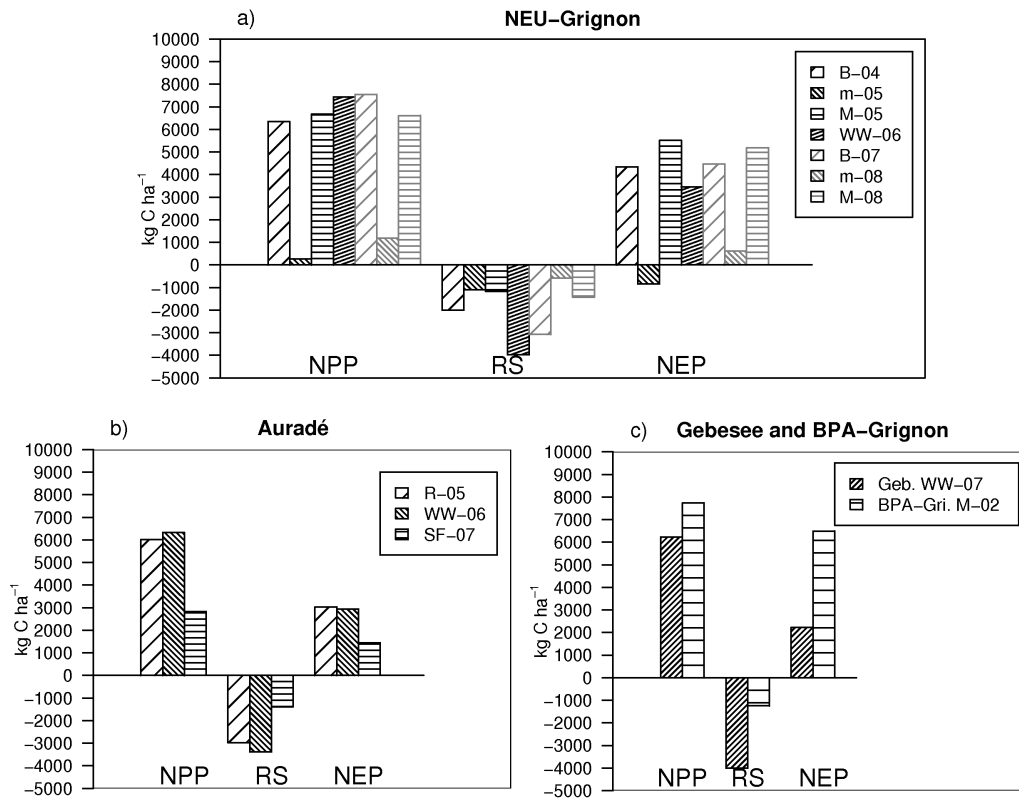 a) NEU−Grignon
10000
9000
8000
7000
6000
5000
4000
3000
2000
1000
0
−1000
−2000
−3000
−4000
−5000
kg C ha−1
B−04
m−05
M−05
WW−06
B−07
m−08
M−08
NPP RS NEP
b) Auradé
10000
9000
8000
7000
6000
5000
4000
3000
2000
1000
0
−1000
−2000
−3000
−4000
−5000
kg C ha−1
R−05
WW−06
SF−07
NPP RS NEP
c) Gebesee and BPA−Grignon
10000
9000
8000
7000
6000
5000
4000
3000
2000
1000
0
−1000
−2000
−3000
−4000
−5000
kg C ha−1
Geb. WW−07
BPA−Gri. M−02
NPP RS NEP